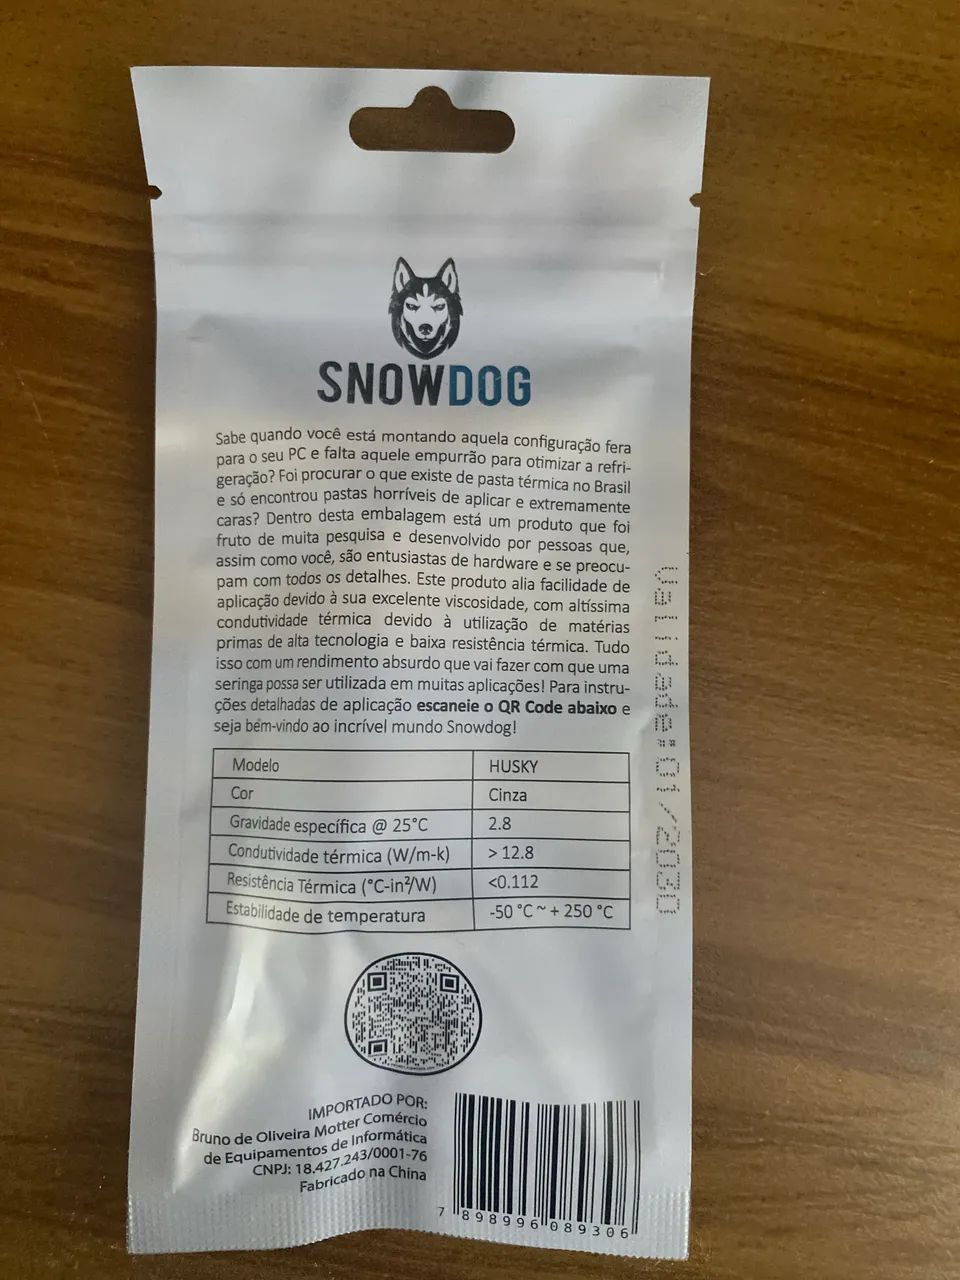 SNOWDOG
Sabe quando você está montando aquela configuração fera
para o seu PC e falta aquele empurrão para otimizar a refri-
geração? Foi procurar o que existe de pasta térmica no Brasil
e só encontrou pastas horríveis de aplicar e extremamente
caras? Dentro desta embalagem está um produto que foi
fruto de muita pesquisa e desenvolvido por pessoas que,
assim como você, são entusiastas de hardware e se preocu-
pam com todos os detalhes. Este produto alia facilidade de
aplicação devido à sua excelente viscosidade, com altíssima
condutividade térmica devido à utilização de matérias
primas de alta tecnologia e baixa resistência térmica. Tudo
isso com um rendimento absurdo que vai fazer com que uma
seringa possa ser utilizada em muitas aplicações! Para instru-
ções detalhadas de aplicação escaneie o QR Code abaixo e
seja bem-vindo ao incrível mundo Snowdog!
Modelo HUSKY
Cor Cinza
Gravidade específica @ 25°C 2.8
Condutividade térmica (W/m-k) > 12.8
Resistência Térmica (°C-in²/W) <0.112
Estabilidade de temperatura -50 °C ~ + 250 °C
Validade:01/2030
IMPORTADO POR:
Bruno de Oliveira Motter Comércio
de Equipamentos de Informática
CNPJ: 18.427.243/0001-76
Fabricado na China
7 898996 089306